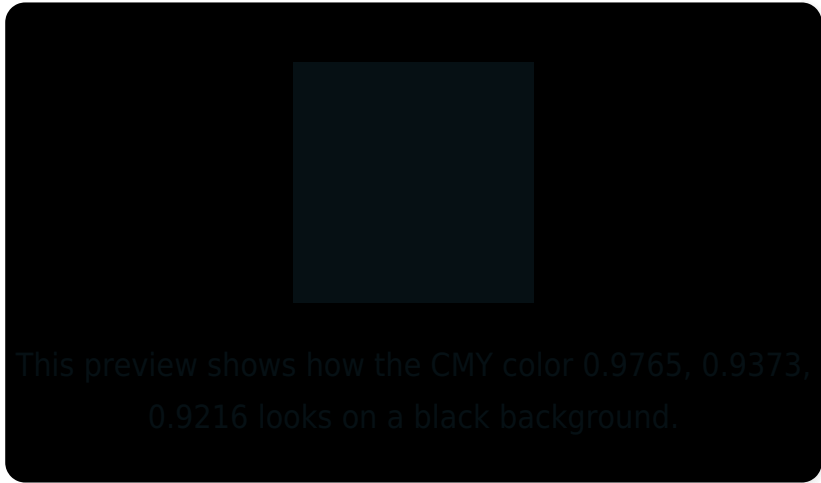 This preview shows how the CMY color 0.9765, 0.9373,
0.9216 looks on a black background.